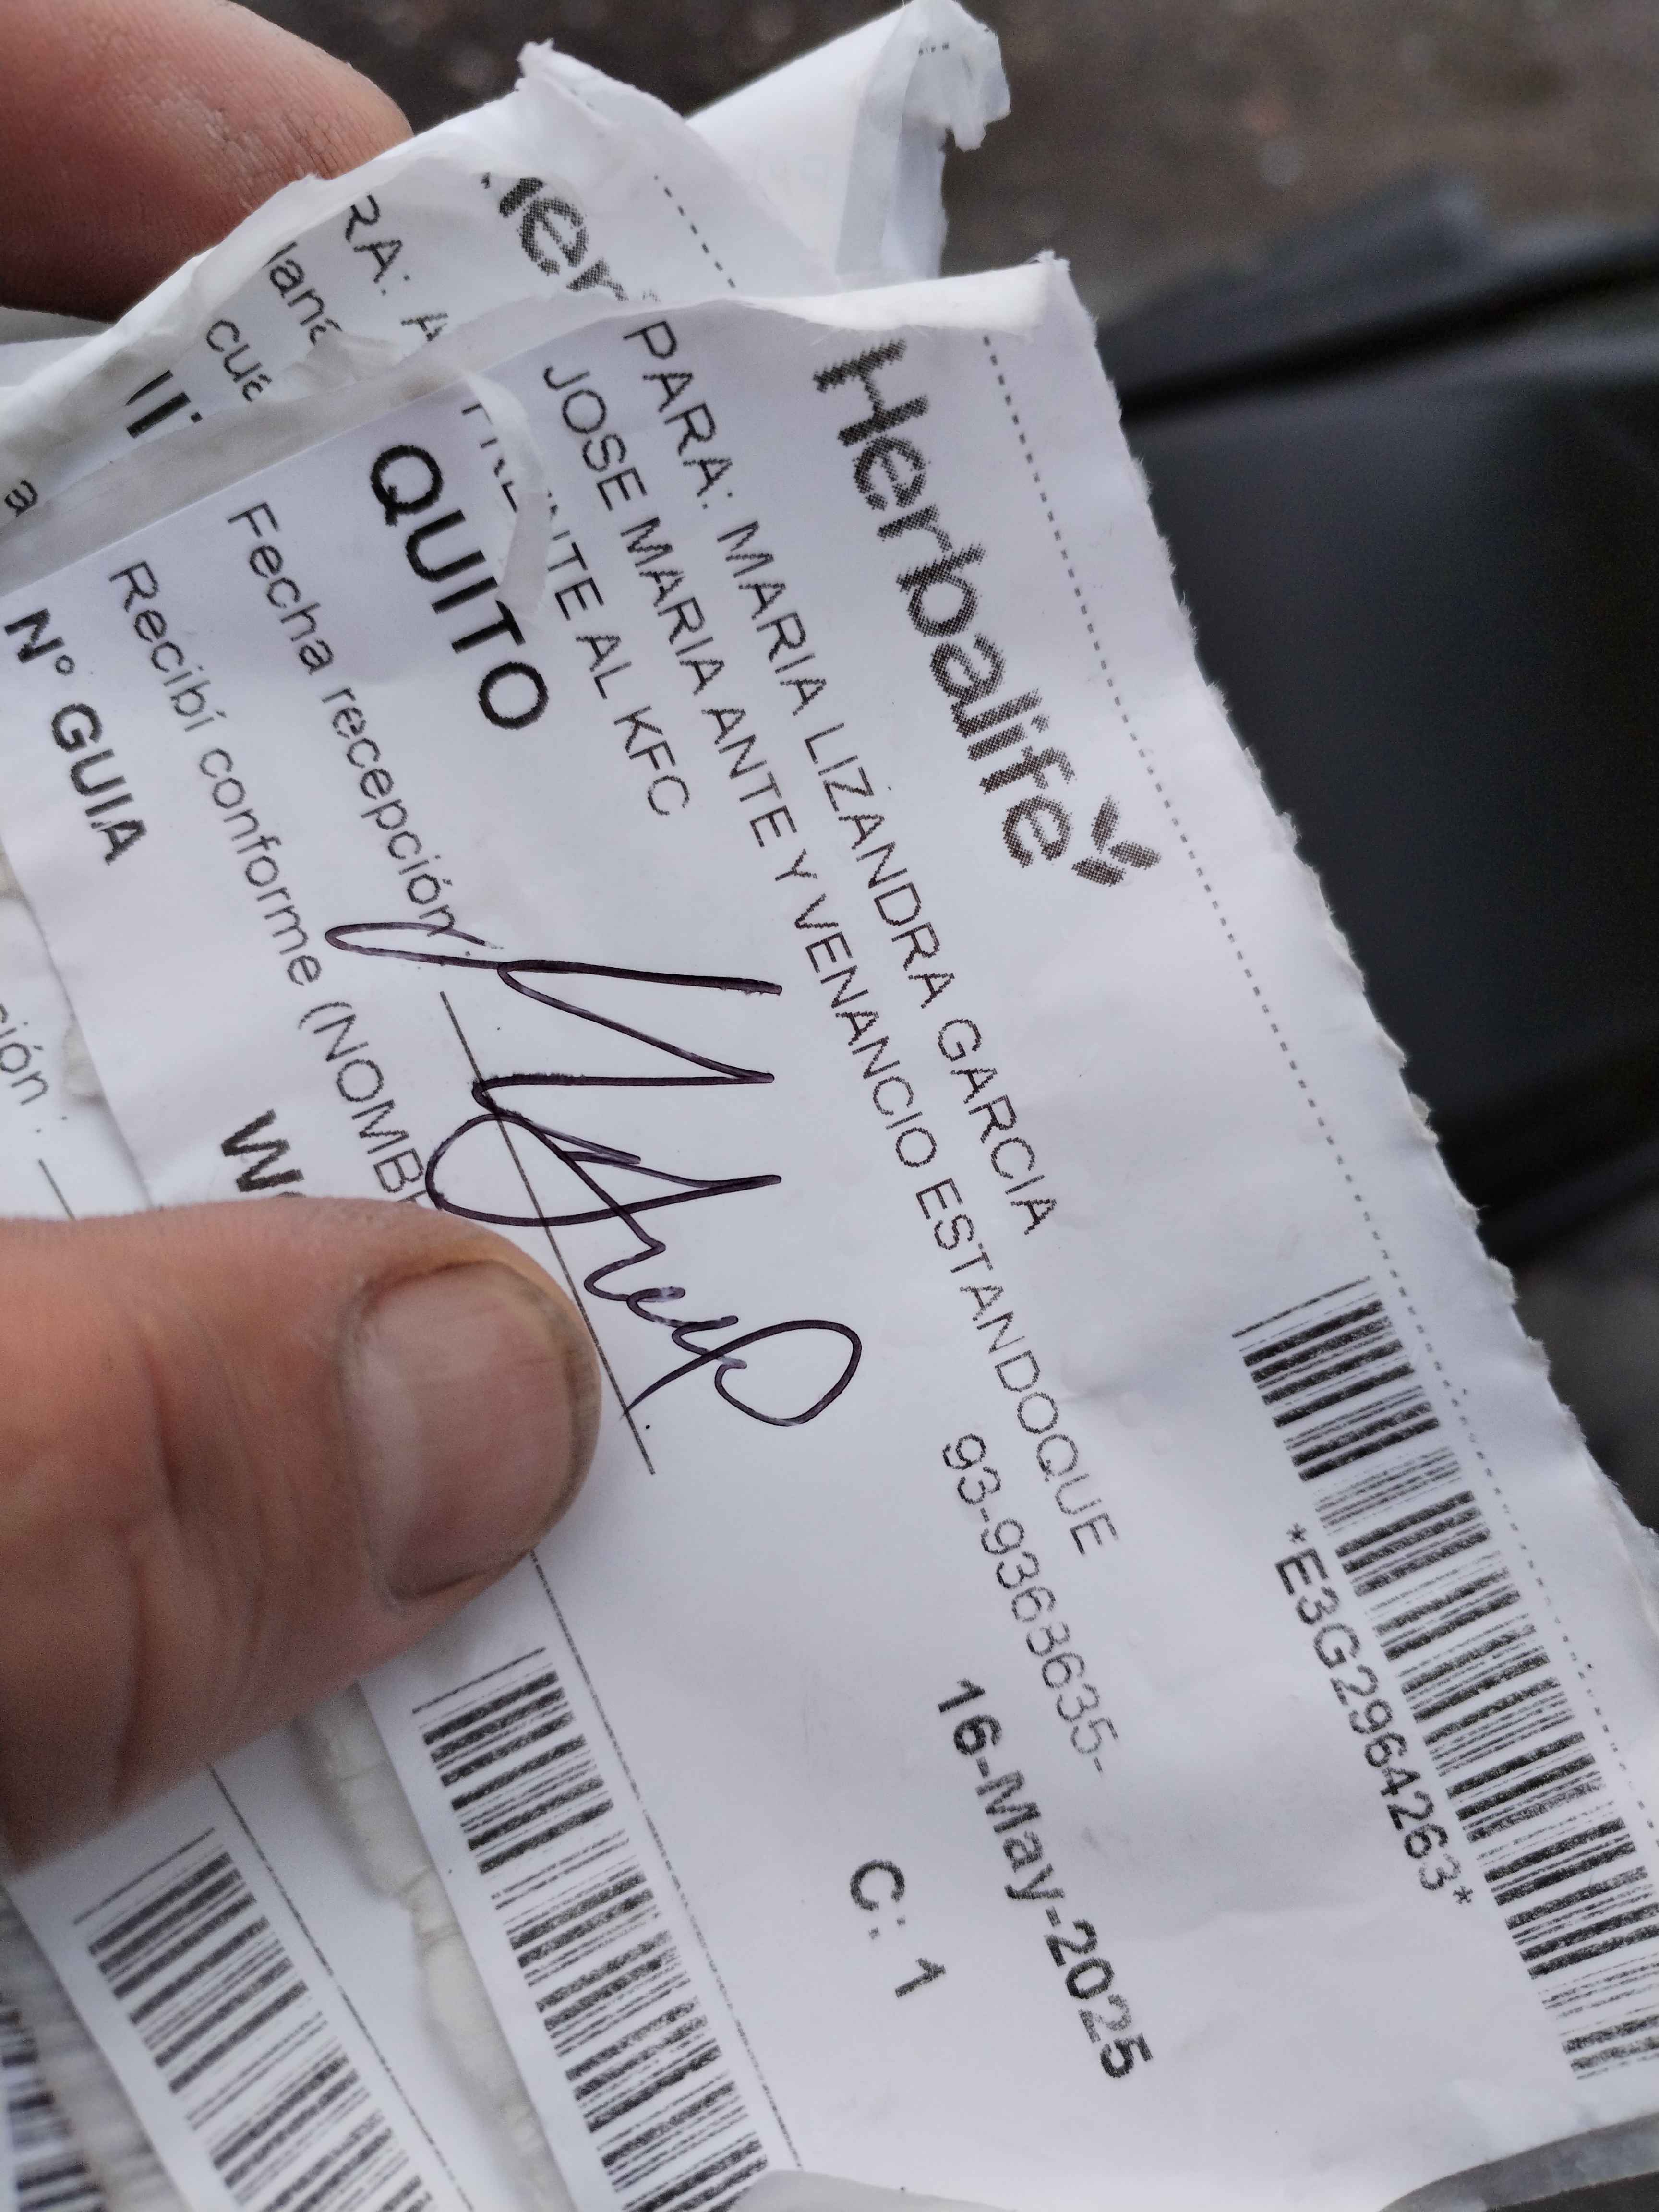 Herbalife
*E3G29642263*
PARA: MARIA LIZANDRA GARCIA
JOSE MARIA ANTE Y VENANCIO ESTANDOQUE
FRENTE AL KFC
93-9363635-
QUITO
16-May-2025
C: 1
Fecha recepción
Recibí conforme (NOMB
N° GUIA